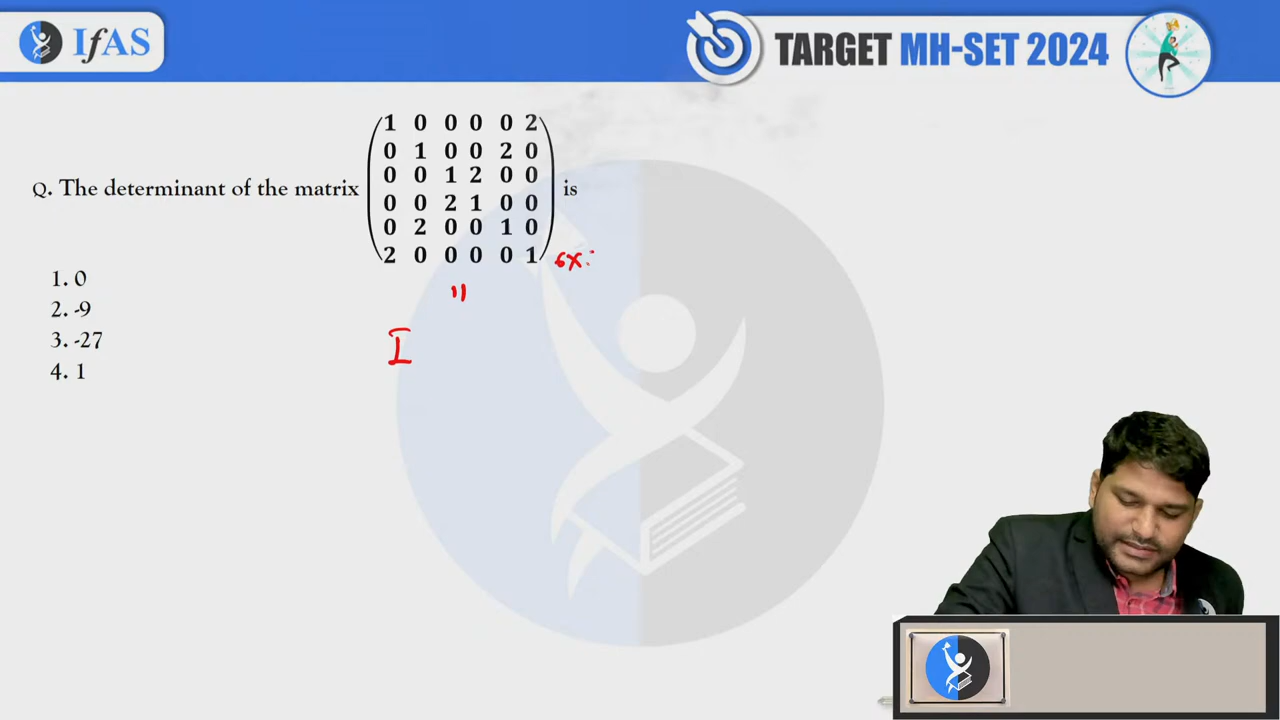 IfAS
TARGET MH-SET 2024
Q. The determinant of the matrix
1 0 0 0 0 2
0 1 0 0 2 0
0 0 1 2 0 0
0 0 2 1 0 0
0 2 0 0 1 0
2 0 0 0 0 1
is
6x
1. 0
2. -9
3. -27
4. 1
"
I